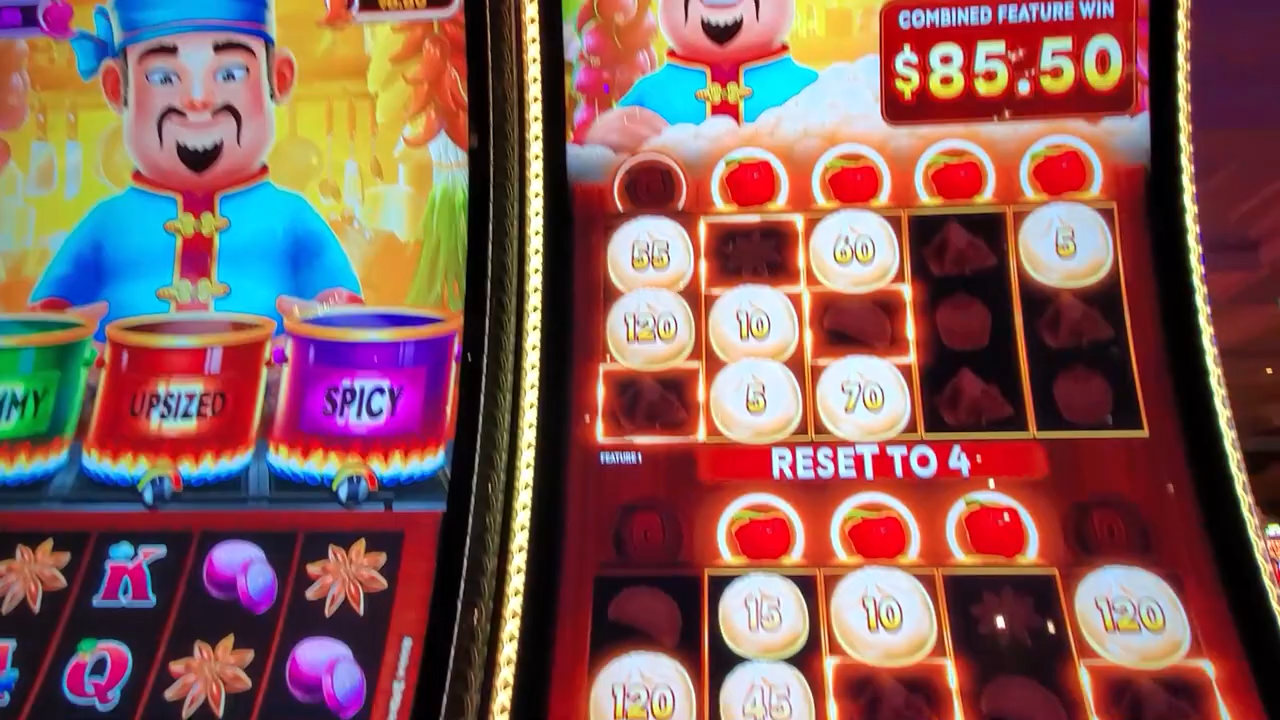 COMBINED FEATURE WIN
$85.50
55
60
5
120
10
5
70
MMY
UPSIZED
SPICY
FEATURE 1
RESET TO 4
K
15
10
120
Q
120
45